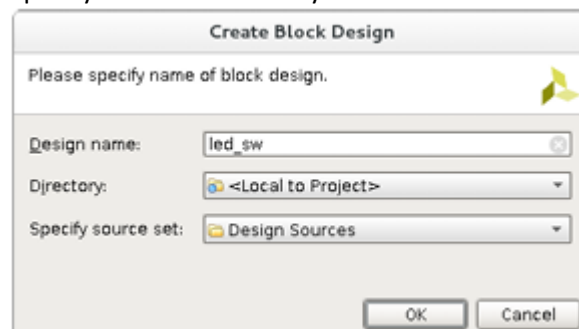 Create Block Design
Please specify name of block design.
Design name: led_sw
Directory: <Local to Project>
Specify source set: Design Sources
OK Cancel